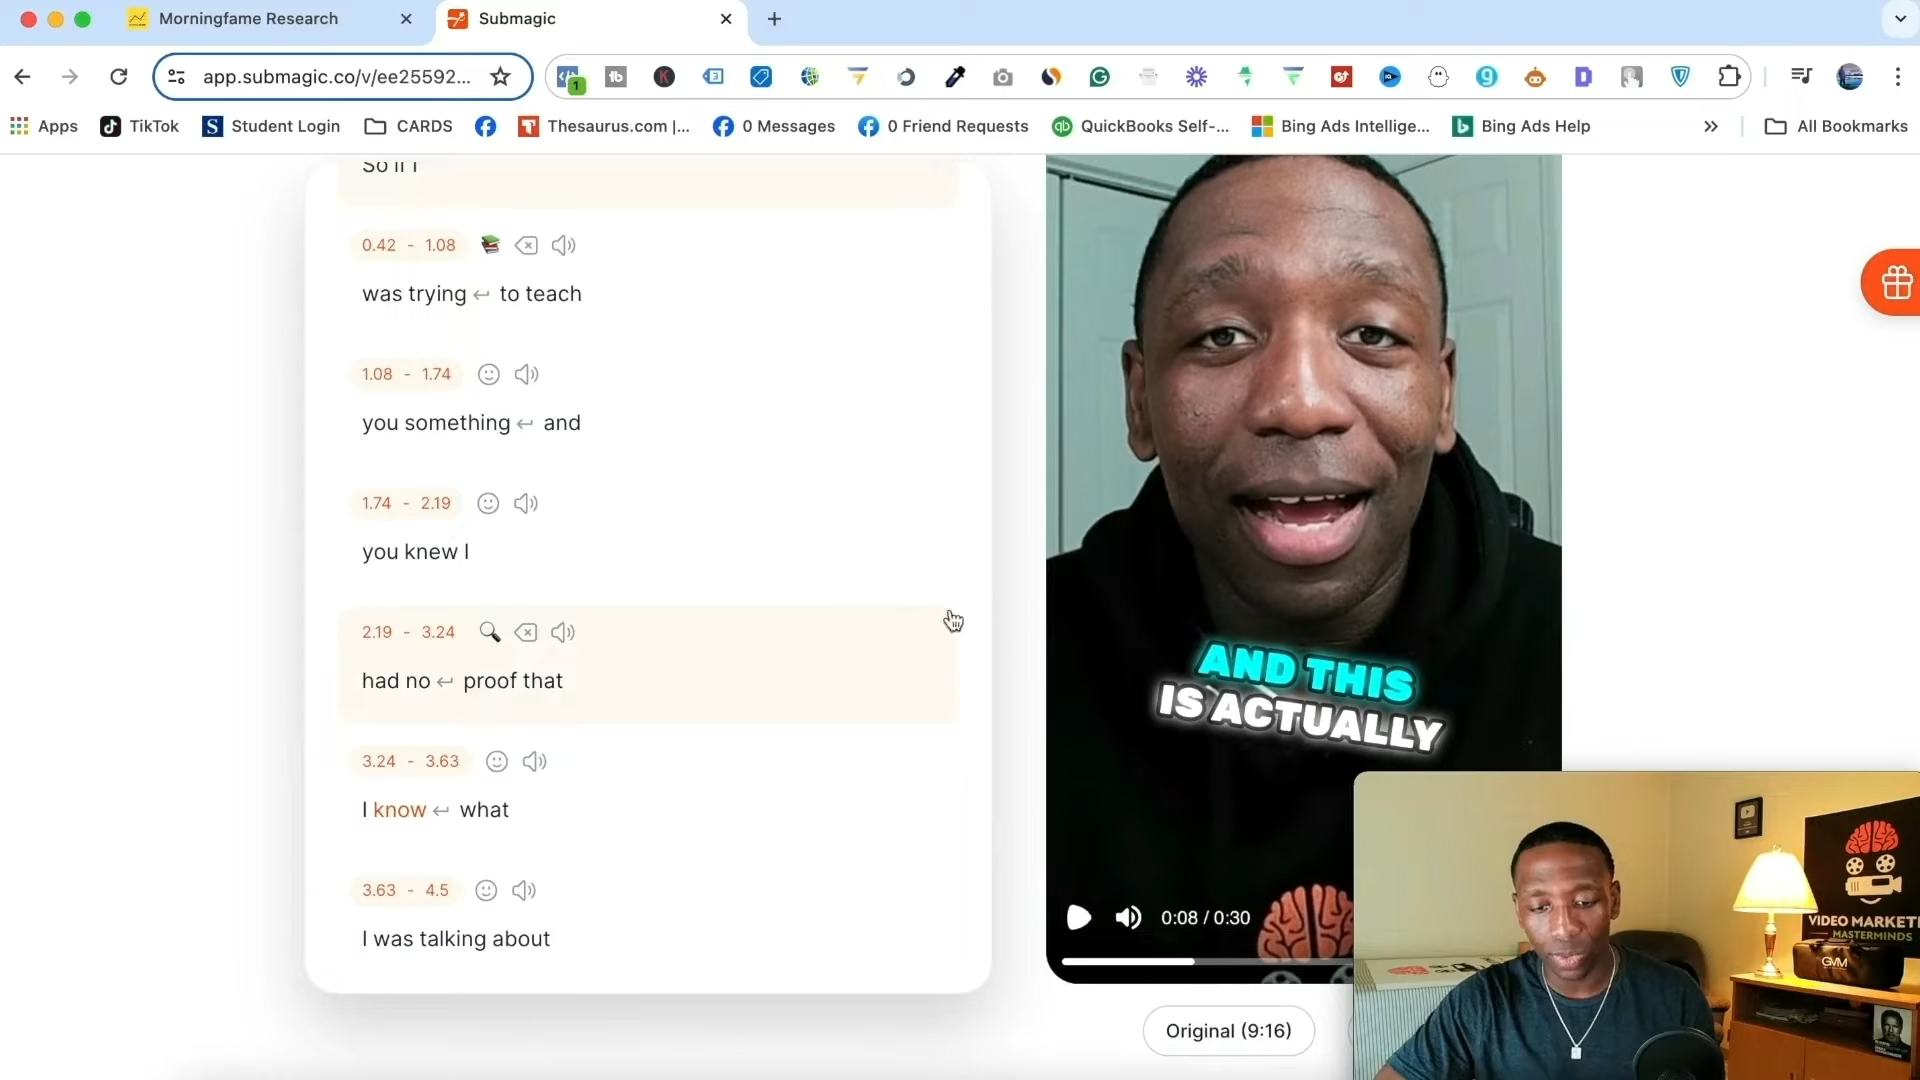 Morningfame Research
Submagic
app.submagic.co/v/ee25592...
1
Apps
TikTok
Student Login
CARDS
Thesaurus.com |...
0 Messages
0 Friend Requests
QuickBooks Self-...
Bing Ads Intellige...
Bing Ads Help
All Bookmarks
So if I
0.42 - 1.08
was trying ↩ to teach
1.08 - 1.74
you something ↩ and
1.74 - 2.19
you knew I
2.19 - 3.24
had no ↩ proof that
3.24 - 3.63
I know ↩ what
3.63 - 4.5
I was talking about
AND THIS
IS ACTUALLY
0:08 / 0:30
Original (9:16)
VIDEO MARKETI
MASTERMINDS
GVM